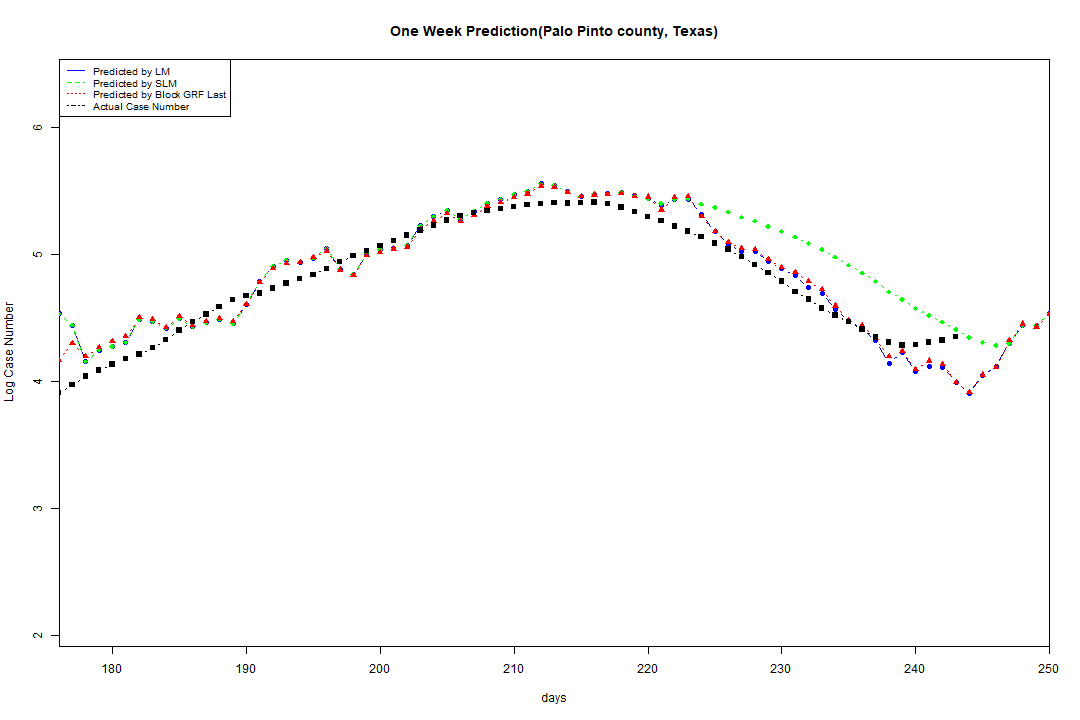 One Week Prediction(Palo Pinto county, Texas)
Predicted by LM
Predicted by SLM
Predicted by Block GRF Last
Actual Case Number
6
5
4
3
2
Log Case Number
180 190 200 210 220 230 240 250
days